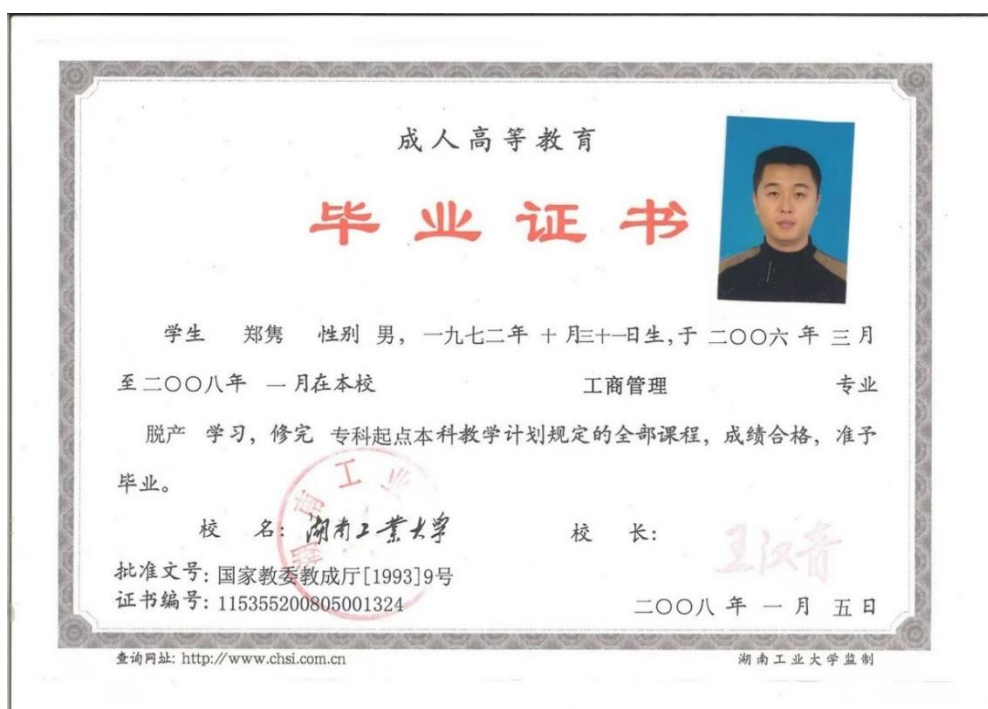 成人高等教育
毕业证书
学生 郑隽 性别 男，一九七二年 十 月三十一日生，于 二〇〇六 年 三 月
至二〇〇八年 一 月在本校 工商管理 专业
脱产 学习，修完 专科起点本科教学计划规定的全部课程，成绩合格，准予
毕业。
湖南工业
校 名：湖南工業大学 校 长：王汉青
批准文号：国家教委教成厅[1993]9号
证书编号：115355200805001324 二〇〇八 年 一 月 五 日
查询网址：http://www.chsi.com.cn 湖南工业大学监制